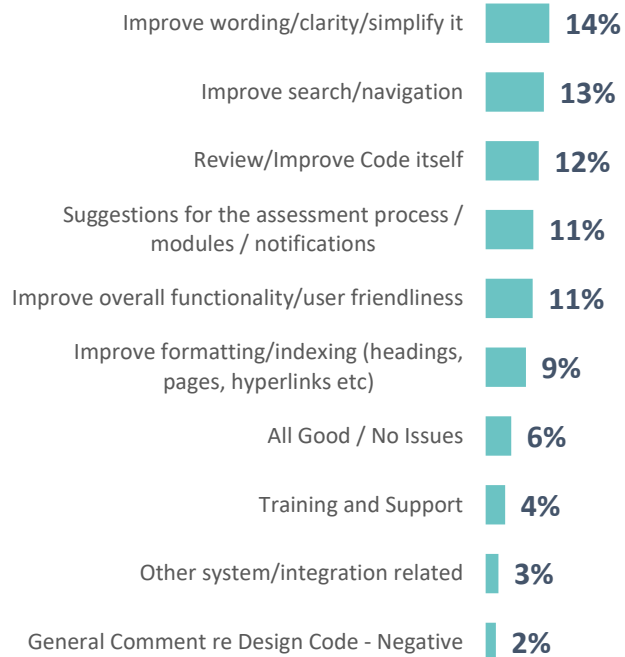 Improve wording/clarity/simplify it 14%
Improve search/navigation 13%
Review/Improve Code itself 12%
Suggestions for the assessment process /
modules / notifications 11%
Improve overall functionality/user friendliness 11%
Improve formatting/indexing (headings,
pages, hyperlinks etc) 9%
All Good / No Issues 6%
Training and Support 4%
Other system/integration related 3%
General Comment re Design Code - Negative 2%